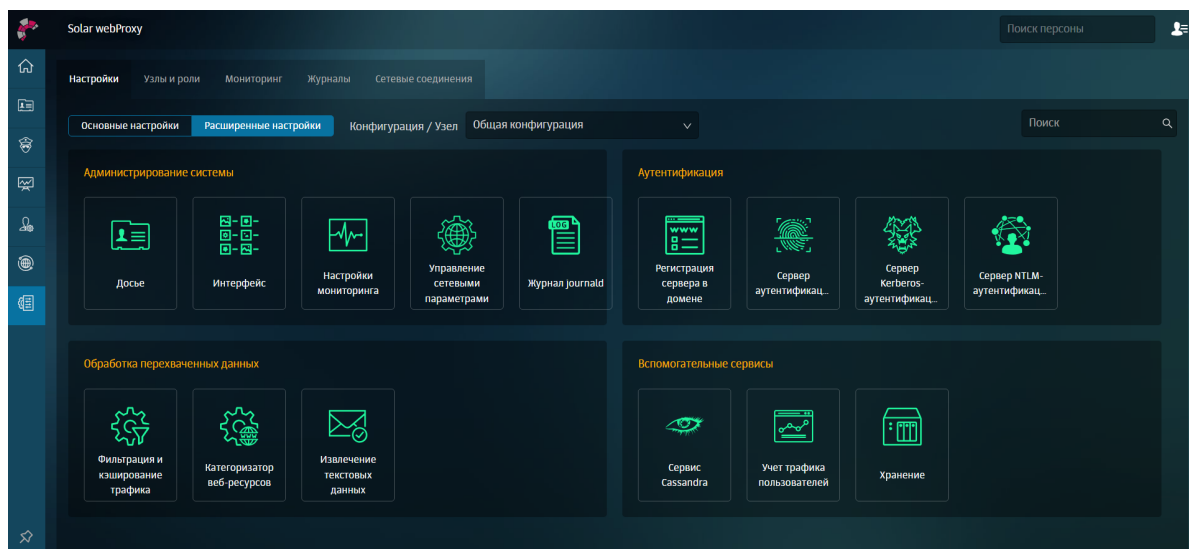 Solar webProxy
Поиск персоны
Настройки Узлы и роли Мониторинг Журналы Сетевые соединения
Основные настройки Расширенные настройки Конфигурация / Узел Общая конфигурация Поиск
Администрирование системы
Досье
Интерфейс
Настройки
мониторинга
Управление
сетевыми
параметрами
LOG
Журнал journald
Аутентификация
www
Регистрация
сервера в
домене
Сервер
аутентификац...
Сервер
Kerberos-
аутентификац...
Сервер NTLM-
аутентификац...
Обработка перехваченных данных
Фильтрация и
кэширование
трафика
Категоризатор
веб-ресурсов
Извлечение
текстовых
данных
Вспомогательные сервисы
Сервис
Cassandra
Учет трафика
пользователей
Хранение